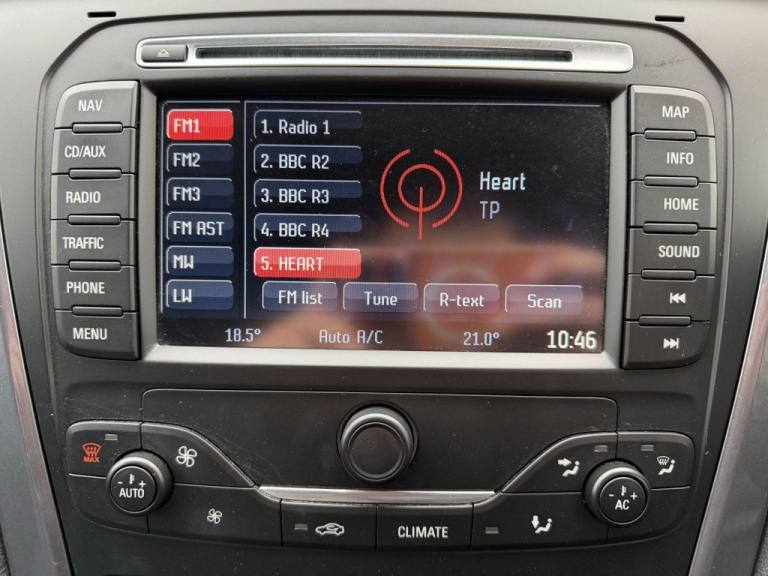 NAV
CD/AUX
RADIO
TRAFFIC
PHONE
MENU
FM1
FM2
FM3
FM AST
MW
LW
1. Radio 1
2. BBC R2
3. BBC R3
4. BBC R4
5. HEART
Heart
TP
FM list
Tune
R-text
Scan
18.5°
Auto A/C
21.0°
10:46
MAP
INFO
HOME
SOUND
MAX
- +
AUTO
CLIMATE
- +
AC